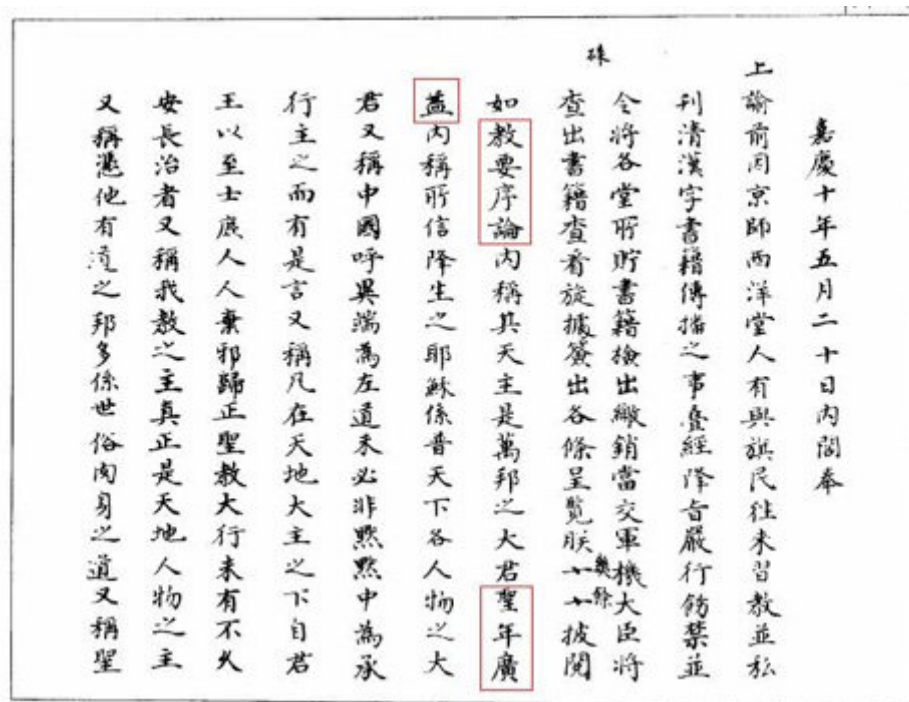 嘉慶十年五月二十日內閣奉
上諭前因京師西洋堂人有與旗民往來習教並私
刊清漢字書籍傳播之事疊經降旨嚴行飭禁並
令將各堂所貯書籍檢出繳銷當交軍機大臣將
硃
查出書籍查看旋據簽出各條呈覽朕幾餘披閱
如教要序論內稱其天主是萬邦之大君聖年廣
益內稱所信降生之耶穌係普天下各人物之大
君又稱中國呼異端為左道未必非默默中為承
行主之而有是言又稱凡在天地大主之下自君
王以至士庶人人棄邪歸正聖教大行未有不久
安長治者又稱我教之主真正是天地人物之主
又稱憑他有道之邦多係世俗肉身之道又稱聖